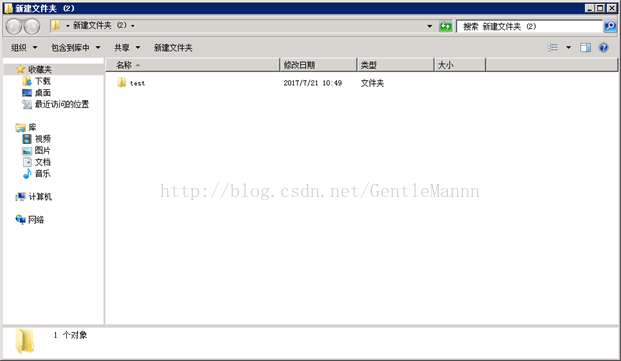 新建文件夹 (2)
新建文件夹 (2)
搜索 新建文件夹 (2)
组织 包含到库中 共享 新建文件夹
名称 修改日期 类型 大小
test 2017/7/21 10:49 文件夹
收藏夹
下载
桌面
最近访问的位置
库
视频
图片
文档
音乐
计算机
网络
http://blog.csdn.net/GentleMannn
1 个对象